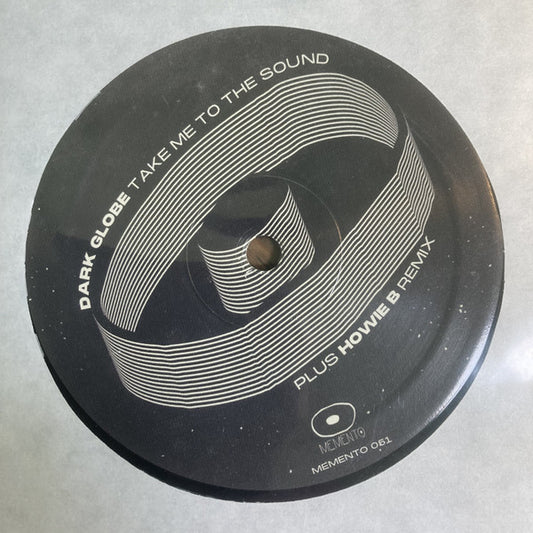 DARK GLOBE TAKE ME TO THE SOUND
PLUS HOWIE B REMIX
MEMENTO
MEMENTO 051